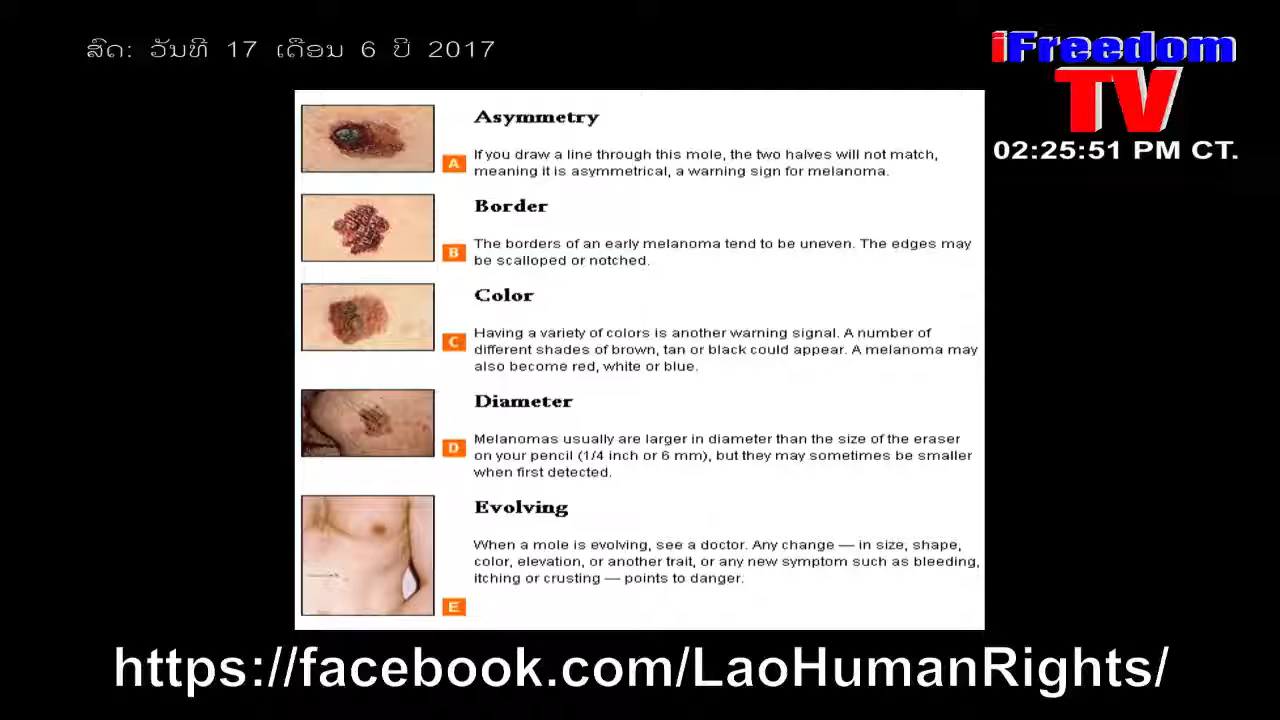 ສົດ: ວັນທີ 17 ເດືອນ 6 ປີ 2017
iFreedom
TV
02:25:51 PM CT.
Asymmetry
A
If you draw a line through this mole, the two halves will not match,
meaning it is asymmetrical, a warning sign for melanoma.
Border
B
The borders of an early melanoma tend to be uneven. The edges may
be scalloped or notched.
Color
C
Having a variety of colors is another warning signal. A number of
different shades of brown, tan or black could appear. A melanoma may
also become red, white or blue.
Diameter
D
Melanomas usually are larger in diameter than the size of the eraser
on your pencil (1/4 inch or 6 mm), but they may sometimes be smaller
when first detected.
Evolving
When a mole is evolving, see a doctor. Any change — in size, shape,
color, elevation, or another trait, or any new symptom such as bleeding,
itching or crusting — points to danger.
E
https://facebook.com/LaoHumanRights/